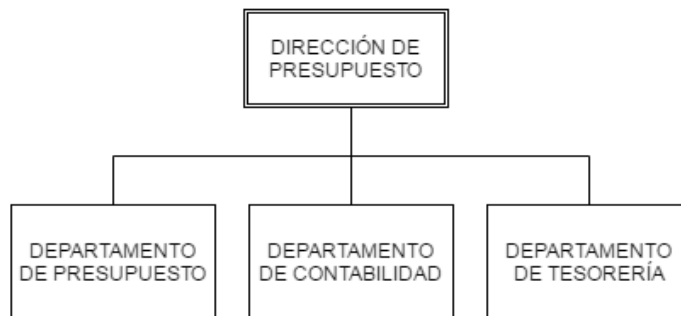 DIRECCIÓN DE
PRESUPUESTO
DEPARTAMENTO
DE PRESUPUESTO
DEPARTAMENTO
DE CONTABILIDAD
DEPARTAMENTO
DE TESORERÍA